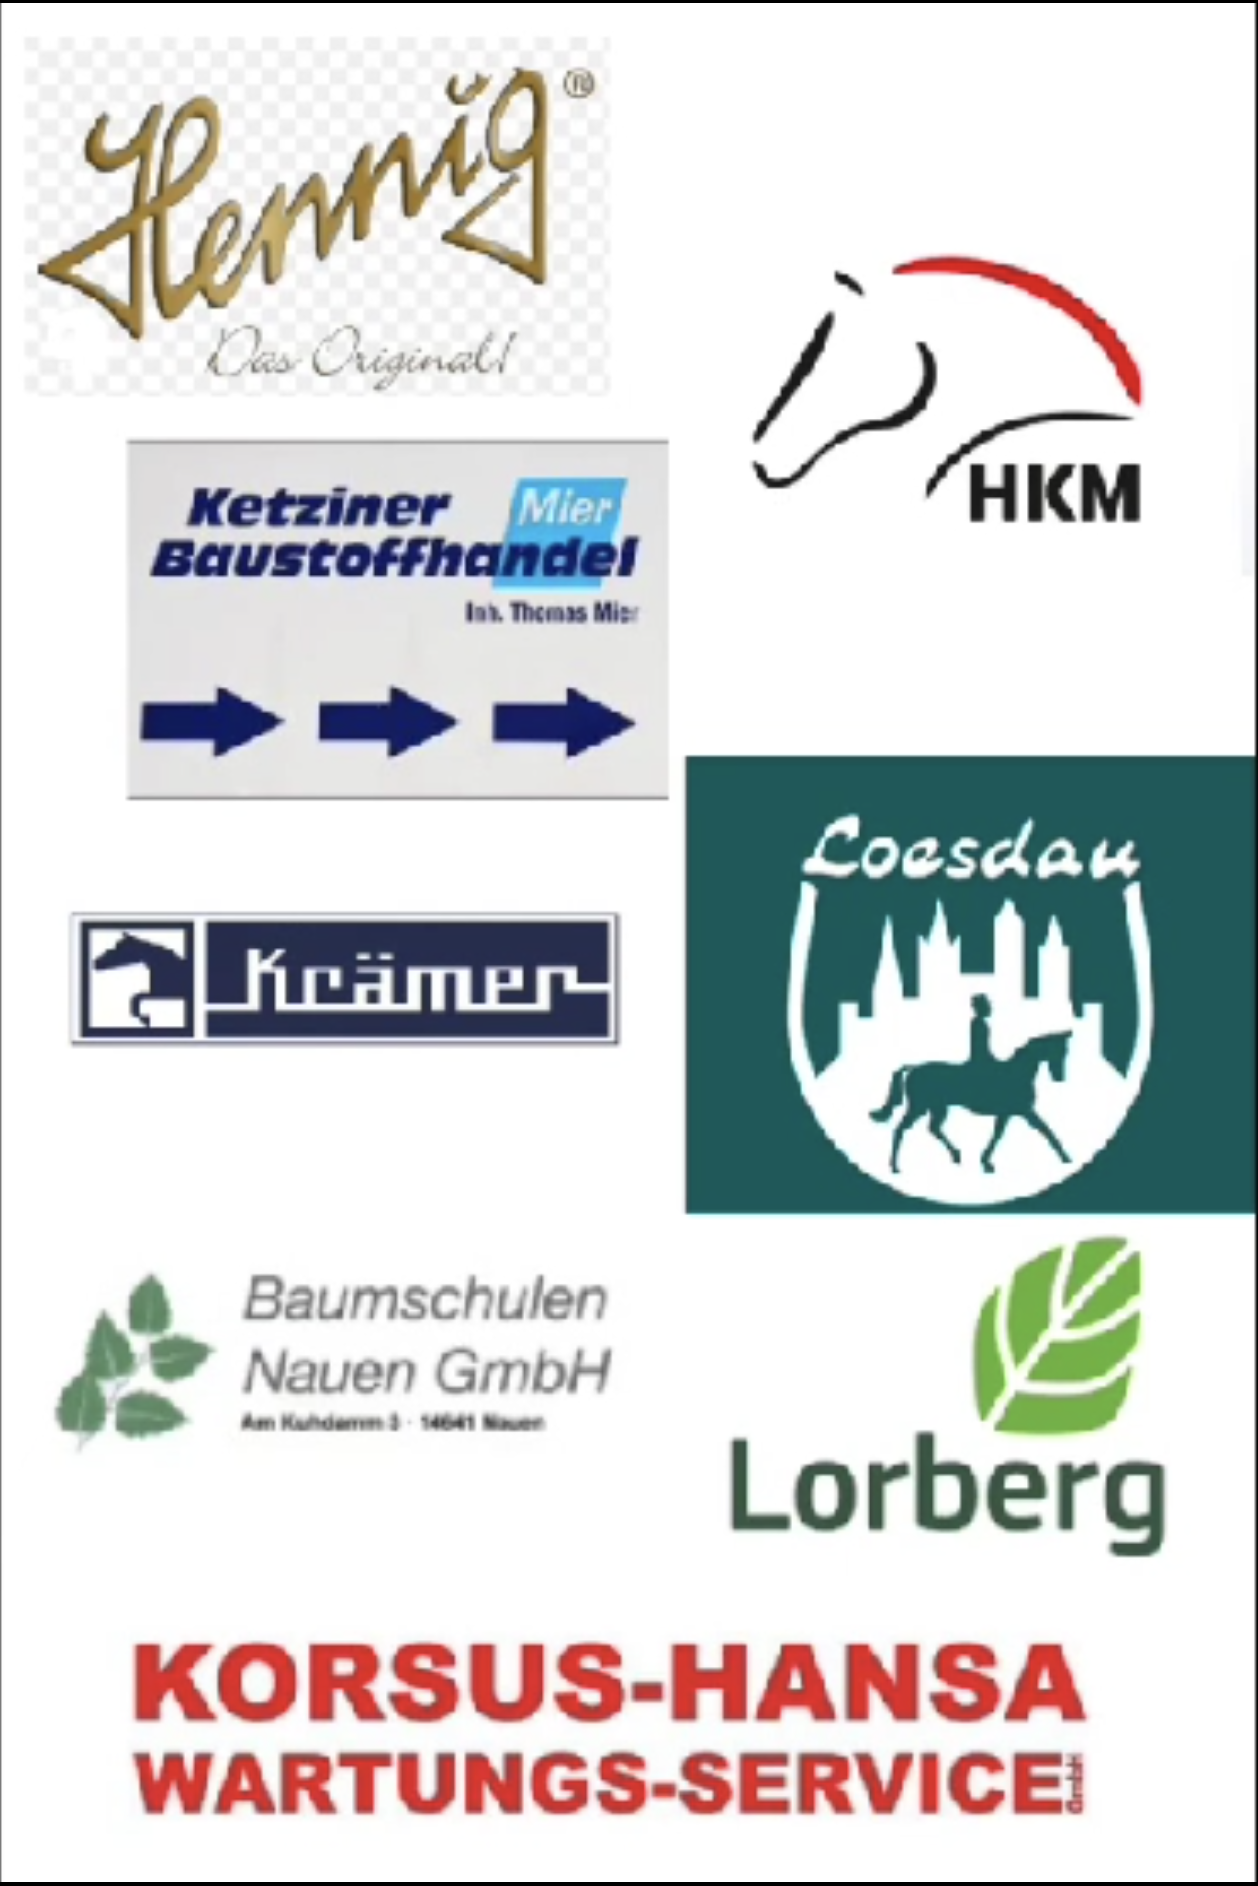 Hennig ®
Das Original!
HKM
Ketziner Mier
Baustoffhandel
Inh. Thomas Mier
Loesdau
Krämer
Baumschulen
Nauen GmbH
Am Kuhdamm 3 · 14641 Nauen
Lorberg
KORSUS-HANSA
WARTUNGS-SERVICE GmbH